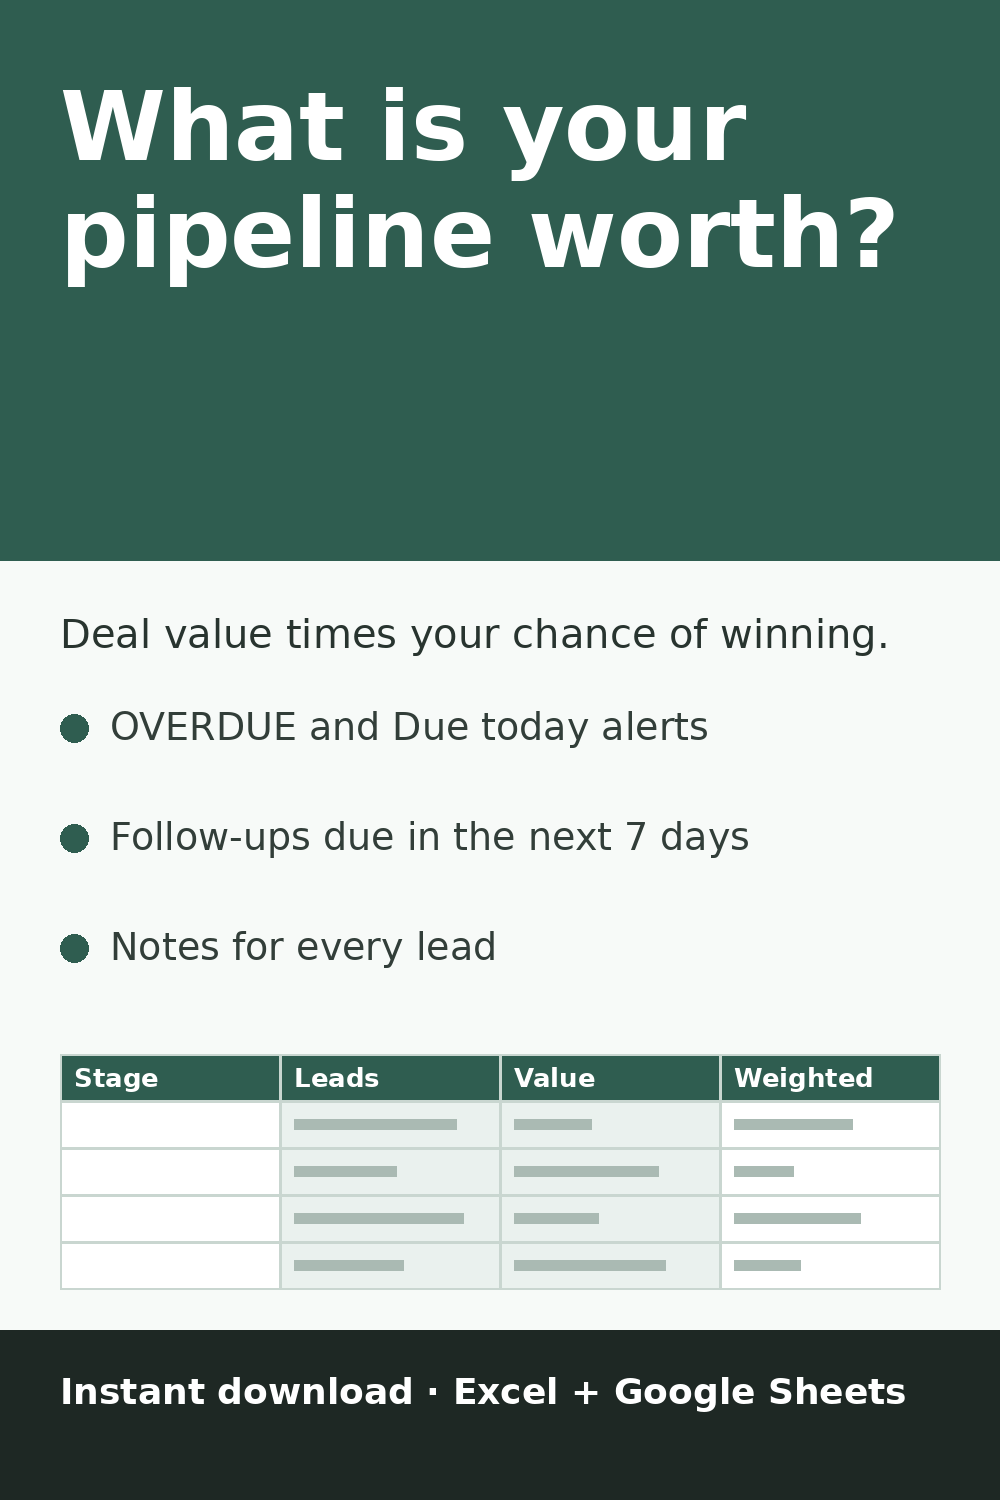 What is your
pipeline worth?
Deal value times your chance of winning.
OVERDUE and Due today alerts
Follow-ups due in the next 7 days
Notes for every lead
Stage Leads Value Weighted
Instant download · Excel + Google Sheets